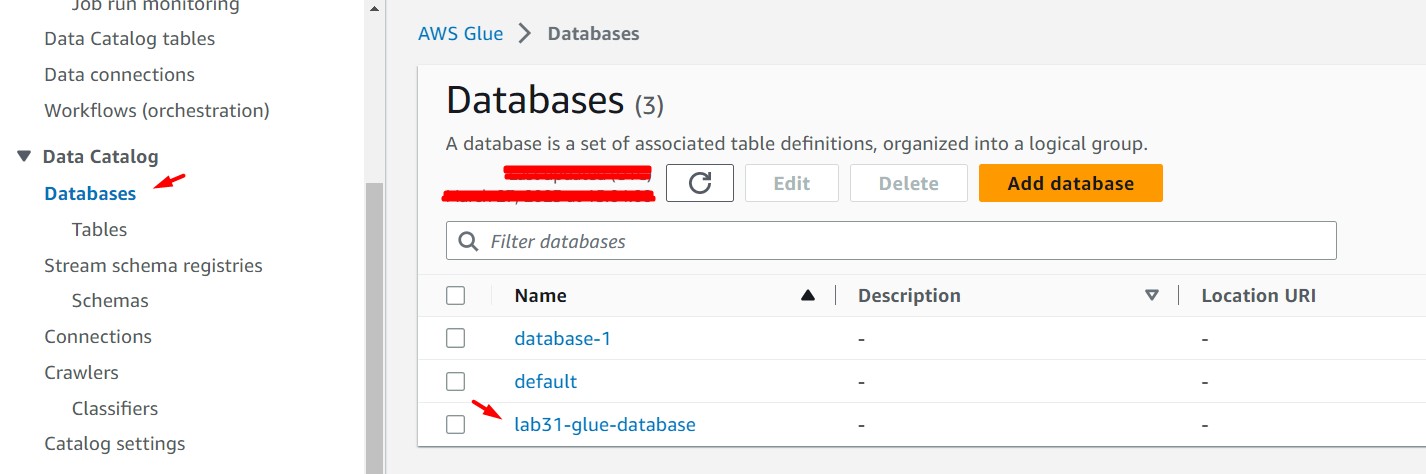 Job run monitoring
Data Catalog tables
Data connections
Workflows (orchestration)
Data Catalog
Databases
Tables
Stream schema registries
Schemas
Connections
Crawlers
Classifiers
Catalog settings
AWS Glue > Databases
Databases (3)
A database is a set of associated table definitions, organized into a logical group.
Edit Delete Add database
Filter databases
Name Description Location URI
database-1 - -
default - -
lab31-glue-database - -